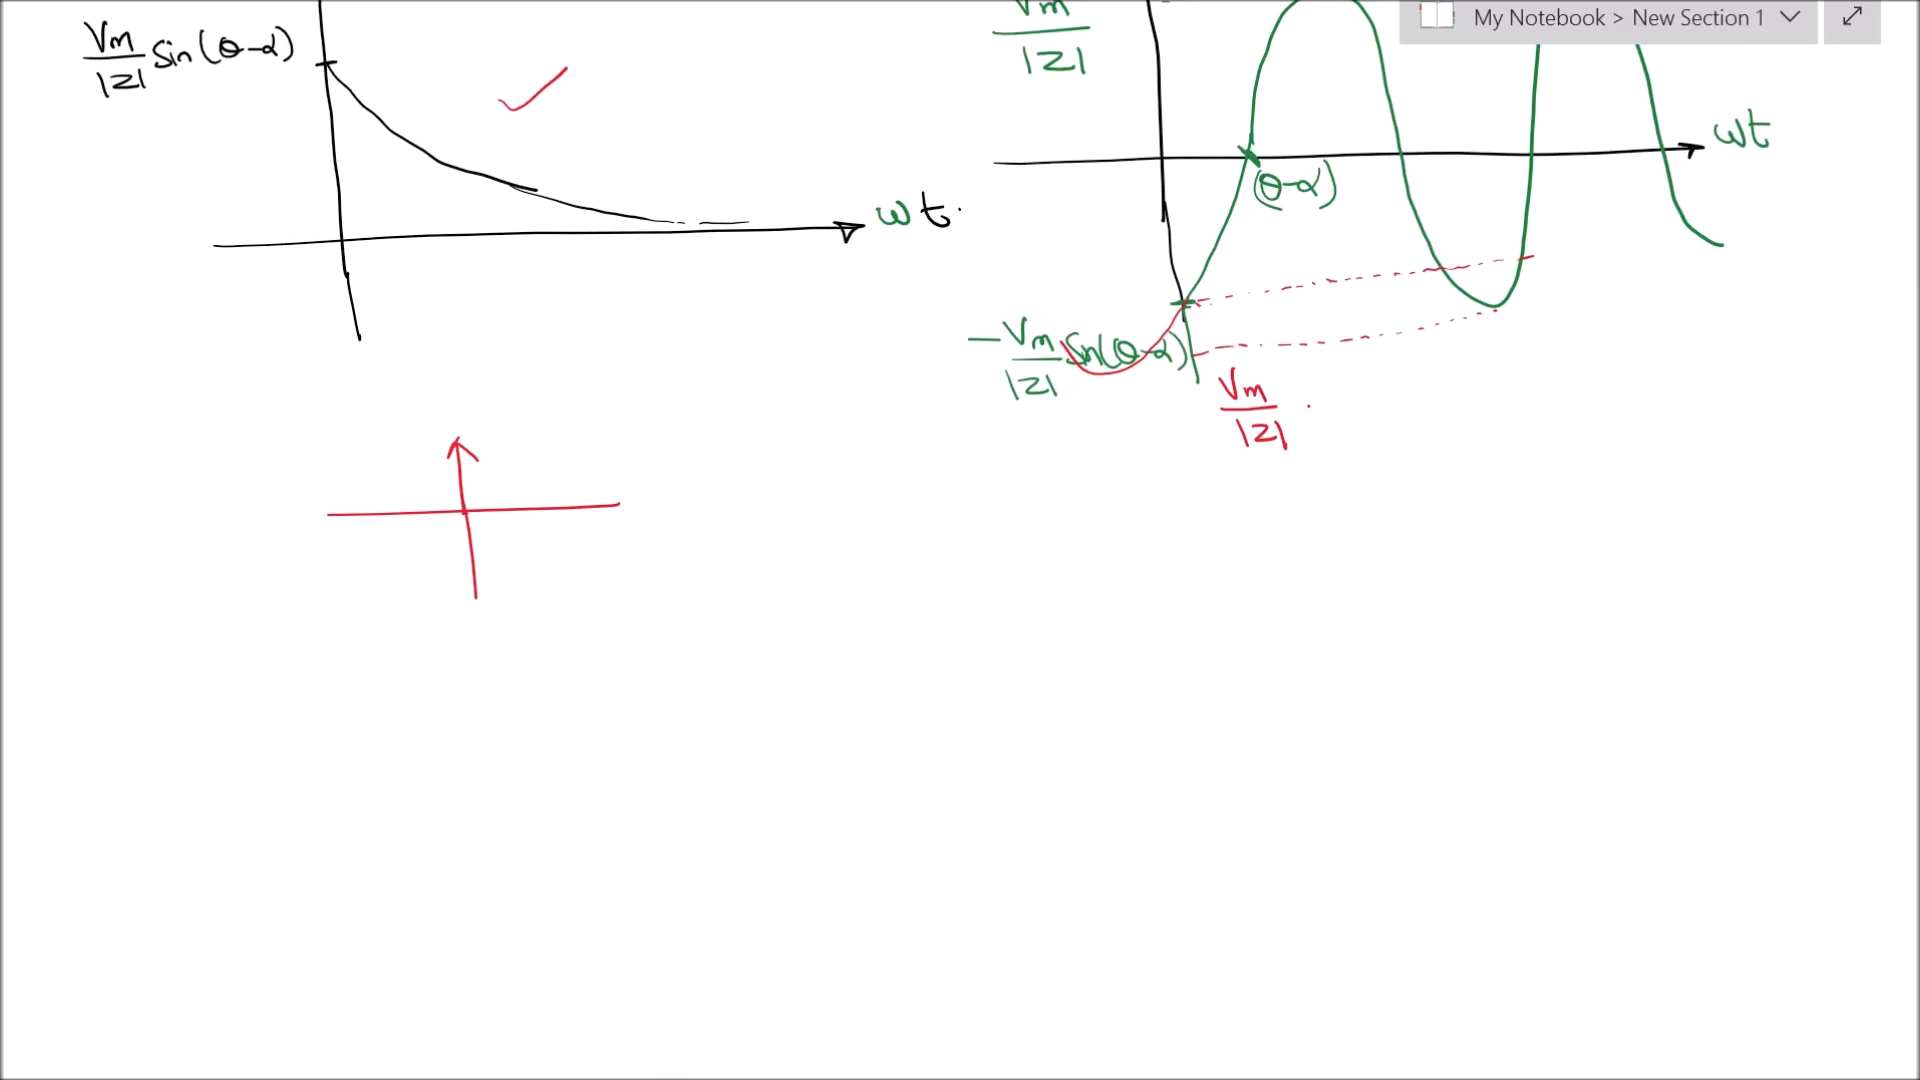 Vm/|Z| Sin(θ-α)
ωt.
Vm/|Z|
My Notebook > New Section 1
ωt
(θ-α)
-Vm/|Z| Sin(θ-α)
Vm/|Z|